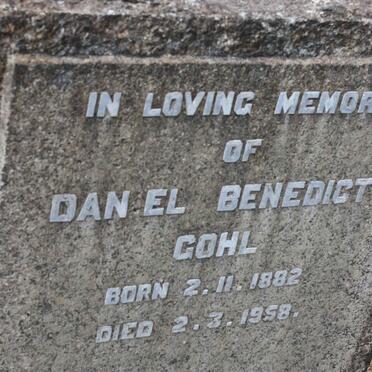 IN LOVING MEMOR
OF
DAN EL BENEDICT
GOHL
BORN 2.11.1882
DIED 2.3.1958.